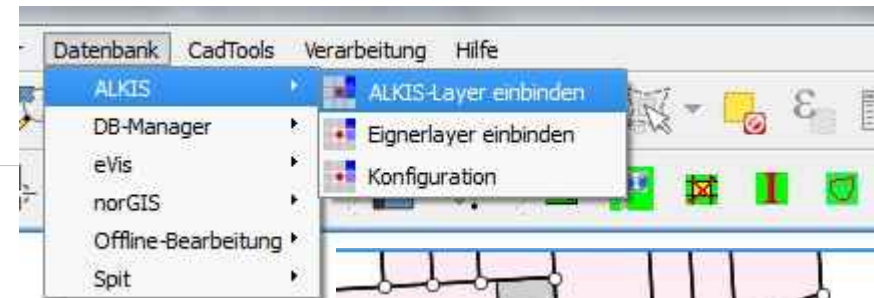 Datenbank CadTools Verarbeitung Hilfe
ALKIS ALKIS-Layer einbinden
DB-Manager Eignerlayer einbinden
eVis Konfiguration
norGIS
Offline-Bearbeitung
Spit